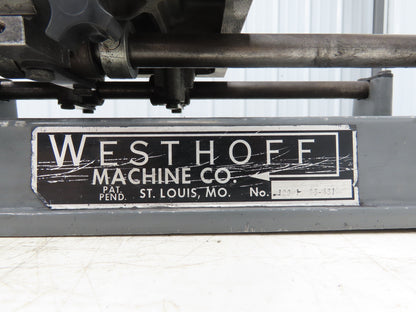 WESTHOFF
MACHINE CO.
PAT.
PEND. ST. LOUIS, MO. No.